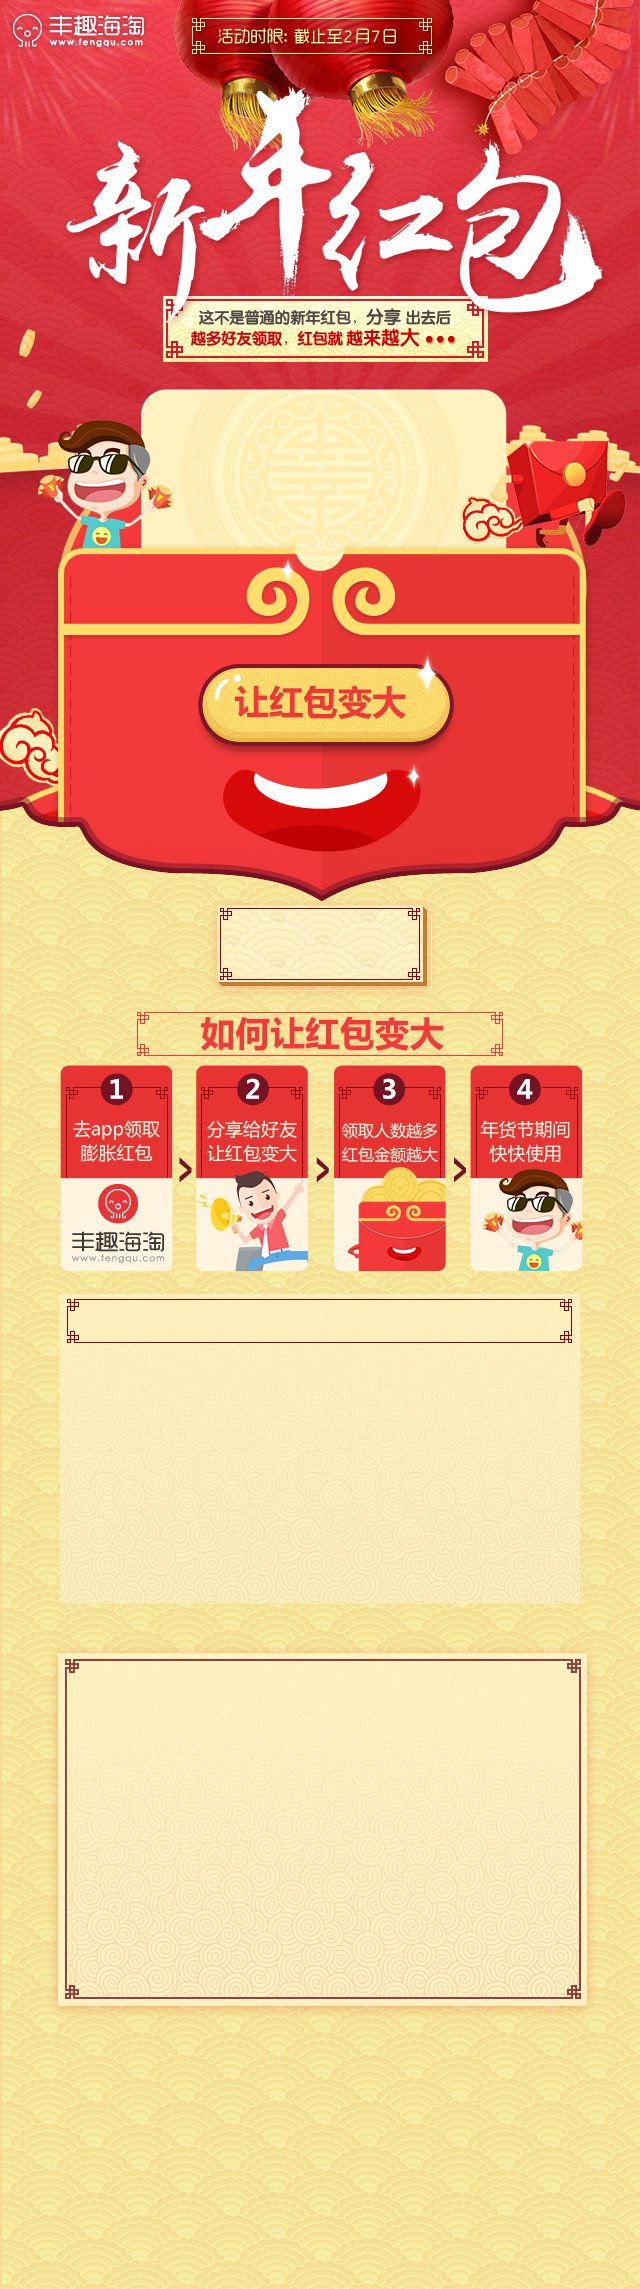 丰趣海淘
www.fengqu.com
活动时限: 截止至2月7日
新年红包
这不是普通的新年红包，分享 出去后
越多好友领取，红包就 越来越大 •••
让红包变大
如何让红包变大
1
去app领取
膨胀红包
丰趣海淘
www.fengqu.com
2
分享给好友
让红包变大
3
领取人数越多
红包金额越大
4
年货节期间
快快使用